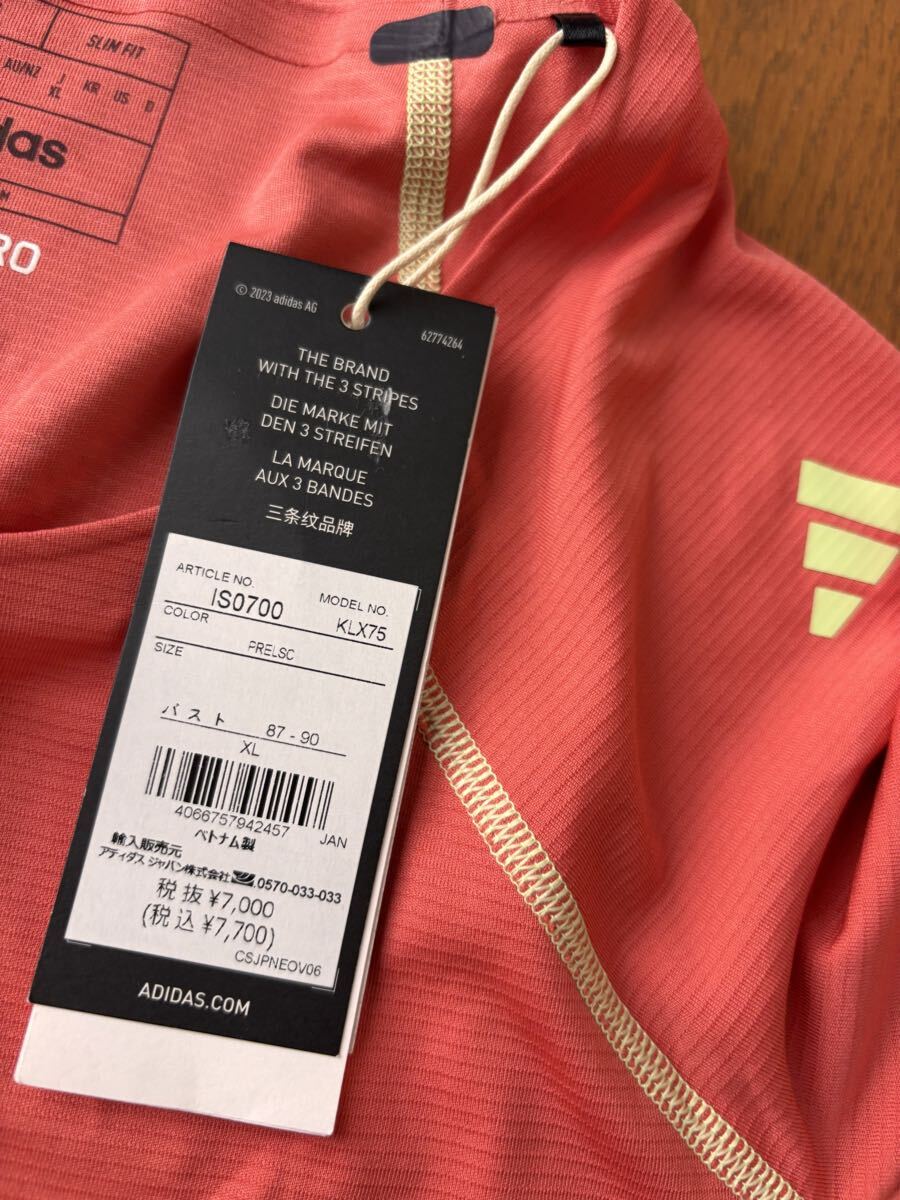 SLIM FIT
AU/NZ J KR US D
XL
das
RO
© 2023 adidas AG
62774264
THE BRAND
WITH THE 3 STRIPES
DIE MARKE MIT
DEN 3 STREIFEN
LA MARQUE
AUX 3 BANDES
三条纹品牌
ARTICLE NO.
IS0700
MODEL NO.
KLX75
COLOR
PRELSC
SIZE
バスト 87-90
XL
4066757942457
JAN
ベトナム製
輸入販売元
アディダス ジャパン株式会社 .0570-033-033
税抜 ¥7,000
(税込 ¥7,700)
CSJPNEOV06
ADIDAS.COM